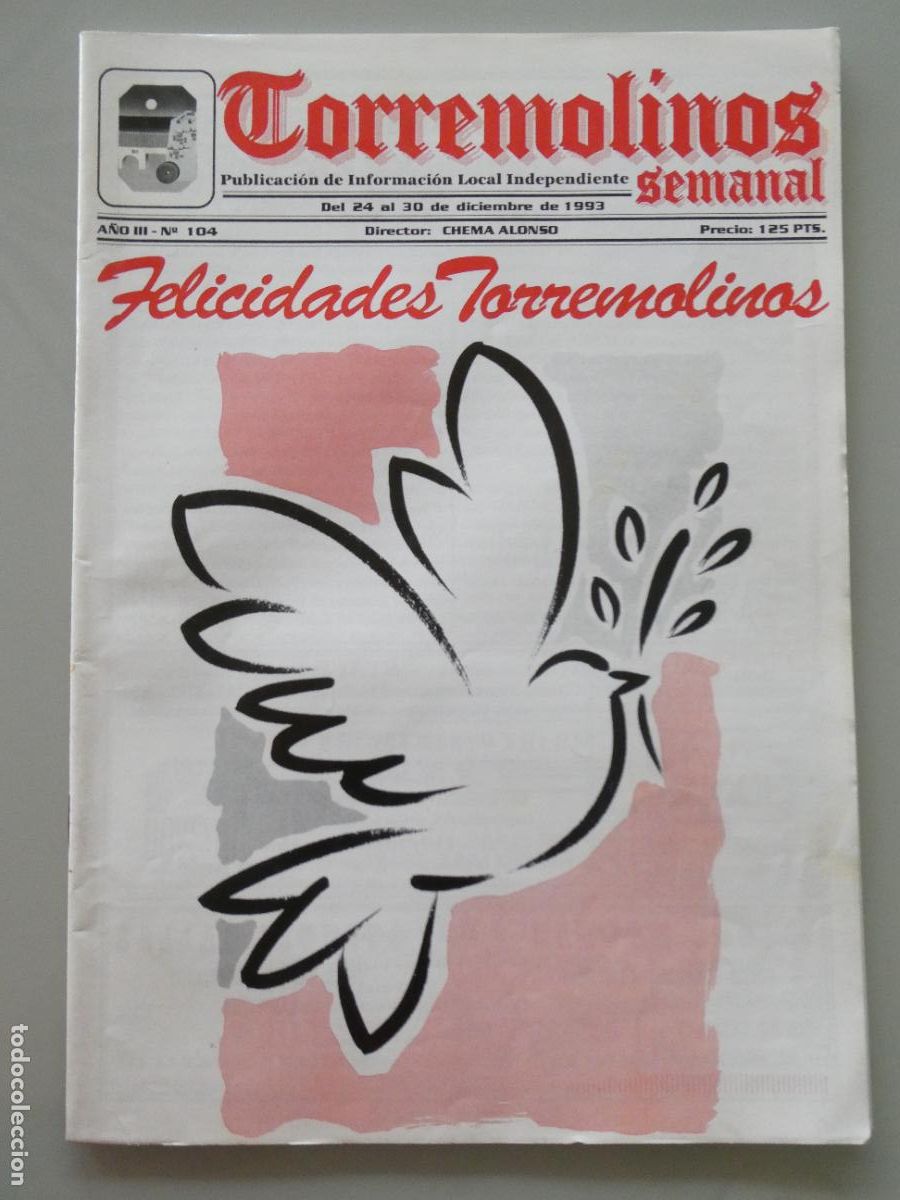 Torremolinos
semanal
Publicación de Información Local Independiente
Del 24 al 30 de diciembre de 1993
AÑO III - Nº 104 Director: CHEMA ALONSO Precio: 125 PTS.
Felicidades Torremolinos
todocoleccion